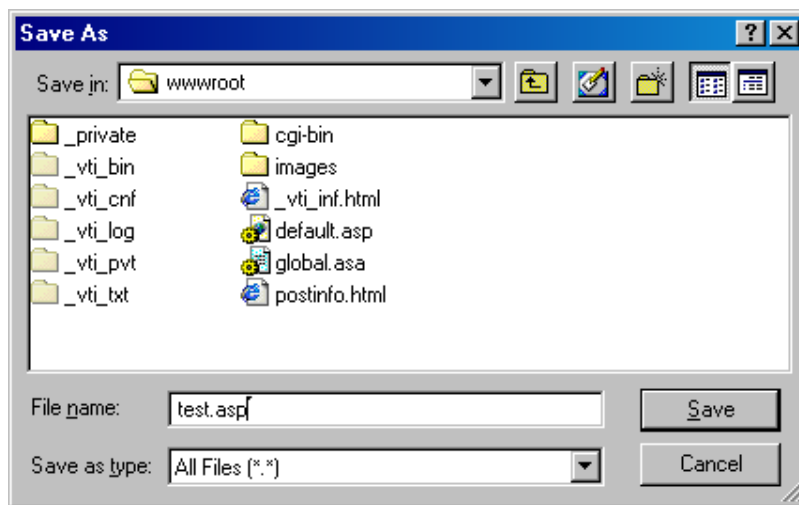 Save As
Save in: wwwroot
_private
_vti_bin
_vti_cnf
_vti_log
_vti_pvt
_vti_txt
cgi-bin
images
_vti_inf.html
default.asp
global.asa
postinfo.html
File name: test.asp
Save
Save as type: All Files (*.*)
Cancel